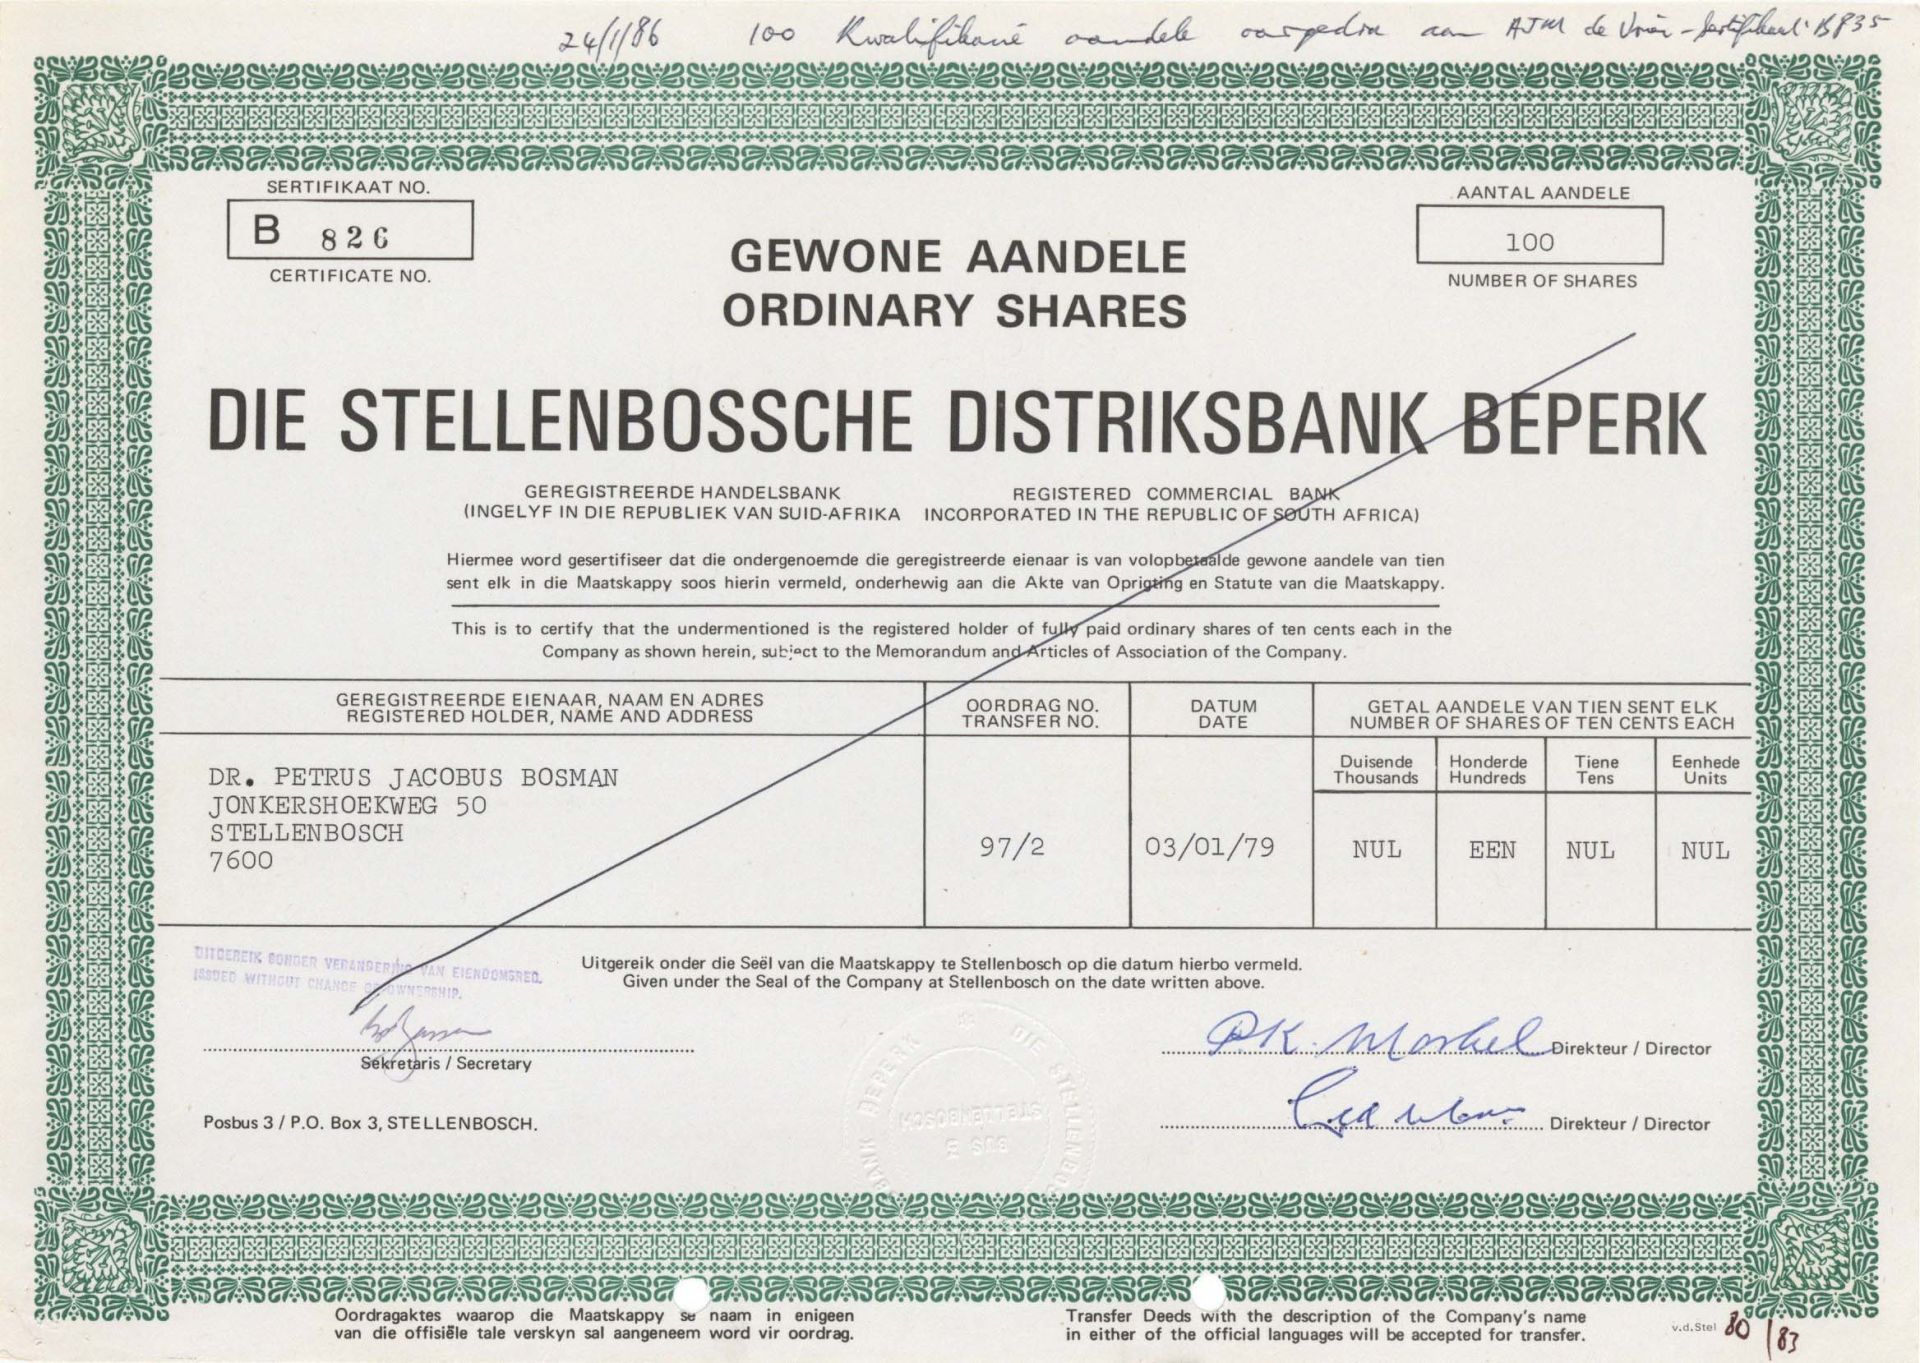 24/1/86 100 Kwalifikasie aandele oorgedra aan AJM de Vries - Sertifikaat B835
SERTIFIKAAT NO.
B 826
CERTIFICATE NO.
AANTAL AANDELE
100
NUMBER OF SHARES
GEWONE AANDELE
ORDINARY SHARES
DIE STELLENBOSSCHE DISTRIKSBANK BEPERK
GEREGISTREERDE HANDELSBANK REGISTERED COMMERCIAL BANK
(INGELYF IN DIE REPUBLIEK VAN SUID-AFRIKA INCORPORATED IN THE REPUBLIC OF SOUTH AFRICA)
Hiermee word gesertifiseer dat die ondergenoemde die geregistreerde eienaar is van volopbetaalde gewone aandele van tien
sent elk in die Maatskappy soos hierin vermeld, onderhewig aan die Akte van Oprigting en Statute van die Maatskappy.
This is to certify that the undermentioned is the registered holder of fully paid ordinary shares of ten cents each in the
Company as shown herein, subject to the Memorandum and Articles of Association of the Company.
GEREGISTREERDE EIENAAR, NAAM EN ADRES
REGISTERED HOLDER, NAME AND ADDRESS
OORDRAG NO.
TRANSFER NO.
DATUM
DATE
GETAL AANDELE VAN TIEN SENT ELK
NUMBER OF SHARES OF TEN CENTS EACH
Duisende Honderde Tiene Eenhede
Thousands Hundreds Tens Units
DR. PETRUS JACOBUS BOSMAN
JONKERSHOEKWEG 50
STELLENBOSCH
7600
97/2 03/01/79 NUL EEN NUL NUL
UITGEREIK SONDER VERANDERING VAN EIENDOMSREG.
ISSUED WITHOUT CHANGE OF OWNERSHIP.
Uitgereik onder die Seël van die Maatskappy te Stellenbosch op die datum hierbo vermeld.
Given under the Seal of the Company at Stellenbosch on the date written above.
Sekretaris / Secretary
P.K. Morkel Direkteur / Director
Direkteur / Director
Posbus 3 / P.O. Box 3, STELLENBOSCH.
DIE STELLENBOSSCHE BANK BEPERK
BUS 3
STELLENBOSCH
Oordragaktes waarop die Maatskappy se naam in enigeen
van die offisiële tale verskyn sal aangeneem word vir oordrag.
Transfer Deeds with the description of the Company's name
in either of the official languages will be accepted for transfer.
v.d.Stel 80/83